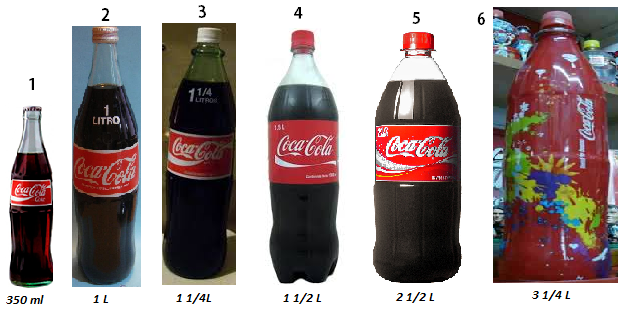 1
2
3
4
5
6
1
LITRO
1 1/4
LITROS
1,5 L
Coca-Cola
Coke
Coca-Cola
Coca-Cola
Coca-Cola
Coca-Cola
Coca-Cola
350 ml
1 L
1 1/4L
1 1/2 L
2 1/2 L
3 1/4 L